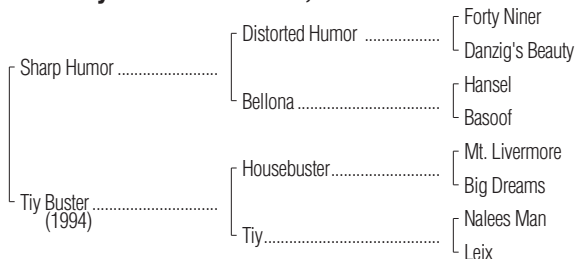 Forty Niner
Distorted Humor
Danzig's Beauty
Sharp Humor
Hansel
Bellona
Basoof
Mt. Livermore
Housebuster
Big Dreams
Tiy Buster
(1994)
Nalees Man
Tiy
Leix